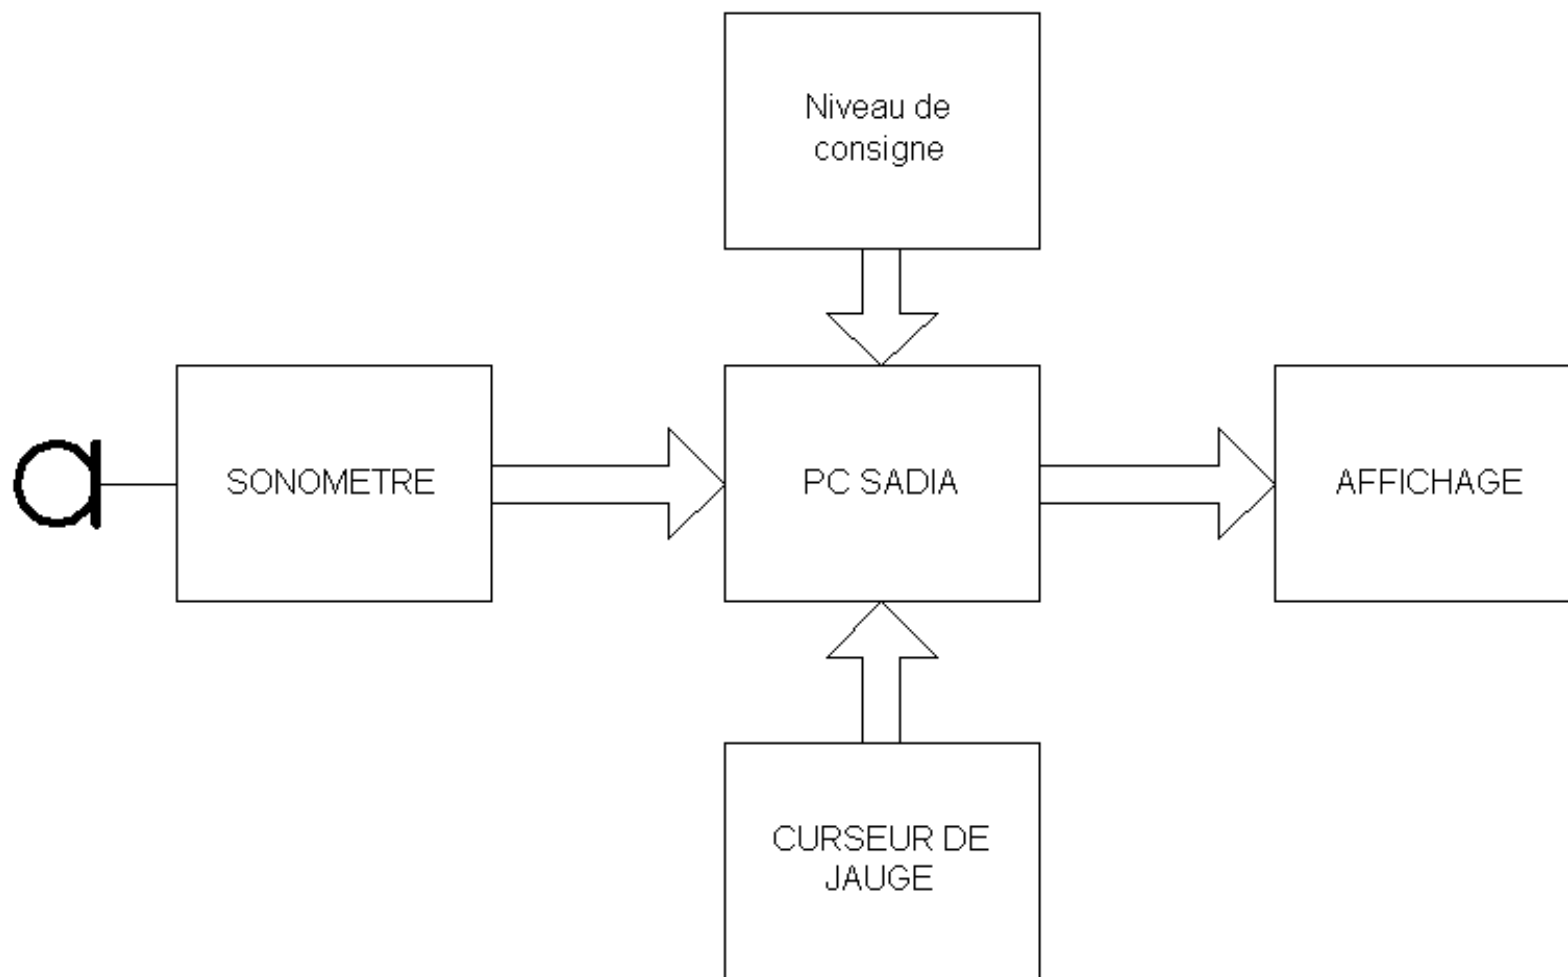 Niveau de
consigne
SONOMETRE
PC SADIA
AFFICHAGE
CURSEUR DE
JAUGE